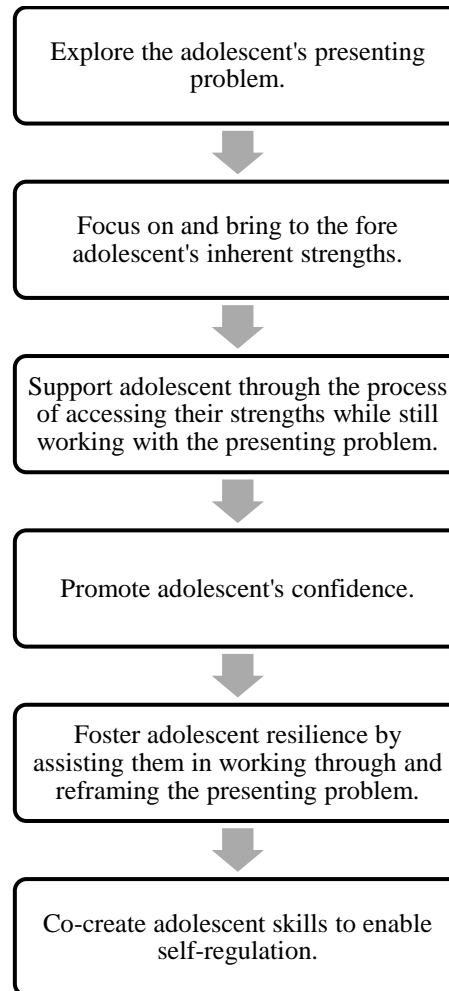 Explore the adolescent's presenting
problem.
Focus on and bring to the fore
adolescent's inherent strengths.
Support adolescent through the process
of accessing their strengths while still
working with the presenting problem.
Promote adolescent's confidence.
Foster adolescent resilience by
assisting them in working through and
reframing the presenting problem.
Co-create adolescent skills to enable
self-regulation.